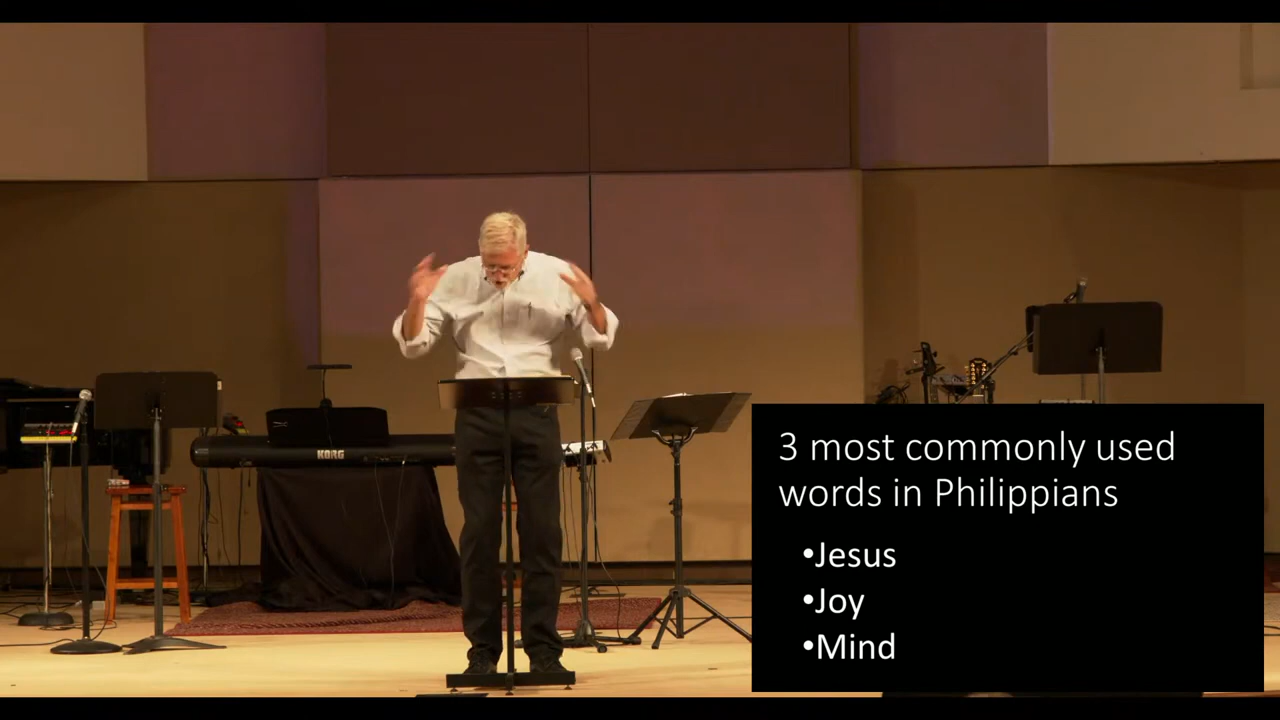 KORG
3 most commonly used
words in Philippians
•Jesus
•Joy
•Mind